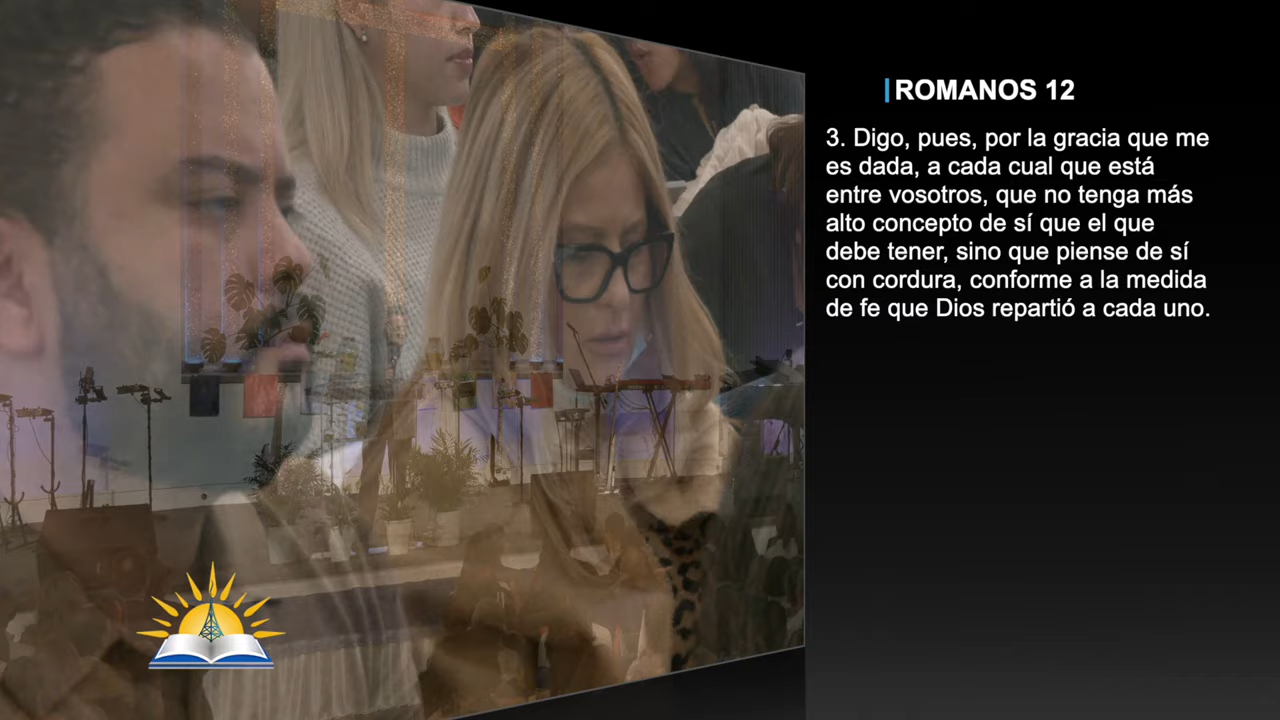 ROMANOS 12
3. Digo, pues, por la gracia que me
es dada, a cada cual que está
entre vosotros, que no tenga más
alto concepto de sí que el que
debe tener, sino que piense de sí
con cordura, conforme a la medida
de fe que Dios repartió a cada uno.